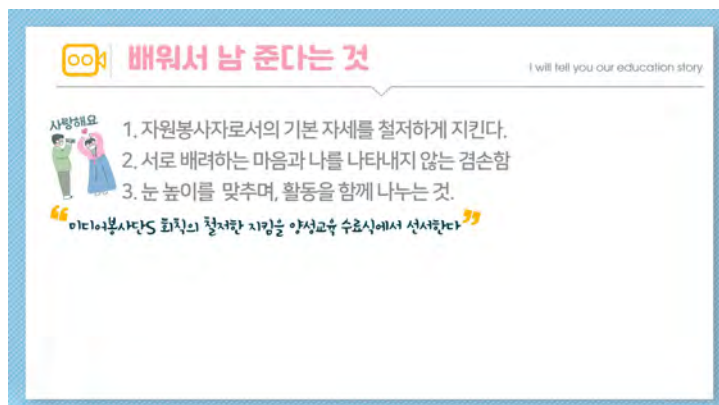 배워서 남 준다는 것
I will tell you our education story
사랑해요
1. 자원봉사자로서의 기본 자세를 철저하게 지킨다.
2. 서로 배려하는 마음과 나를 나타내지 않는 겸손함
3. 눈 높이를 맞추며, 활동을 함께 나누는 것.
“미디어봉사단S 회칙의 철저한 지킴을 양성교육 수료식에서 선서한다”